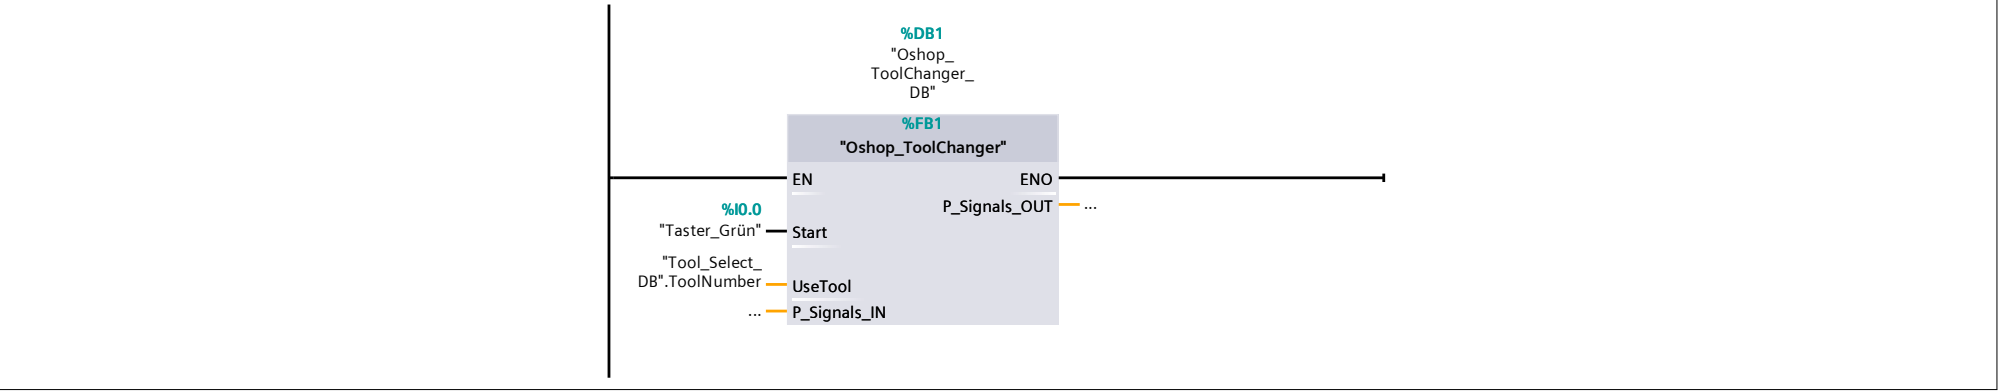 %DB1
"Oshop_
ToolChanger_
DB"
%FB1
"Oshop_ToolChanger"
EN
ENO
P_Signals_OUT
...
%I0.0
"Taster_Grün"
Start
"Tool_Select_
DB".ToolNumber
UseTool
...
P_Signals_IN